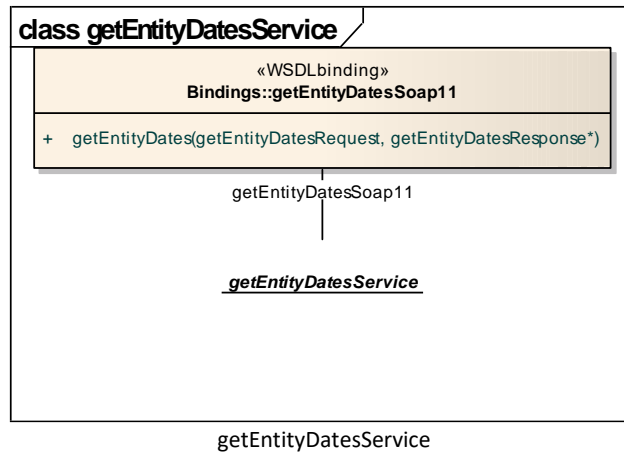 class getEntityDatesService
«WSDLbinding»
Bindings::getEntityDatesSoap11
+ getEntityDates(getEntityDatesRequest, getEntityDatesResponse*)
getEntityDatesSoap11
getEntityDatesService
getEntityDatesService